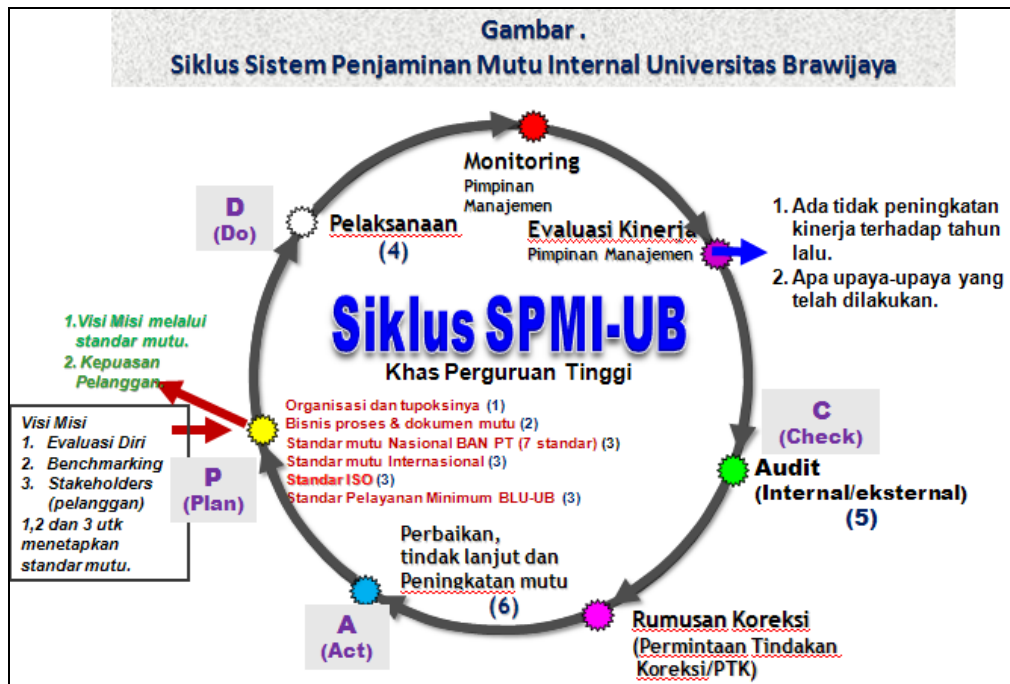 Gambar .
Siklus Sistem Penjaminan Mutu Internal Universitas Brawijaya
Monitoring
Pimpinan
Manajemen
D
(Do)
Pelaksanaan
(4)
Evaluasi Kinerja
Pimpinan Manajemen
1. Ada tidak peningkatan
kinerja terhadap tahun
lalu.
2. Apa upaya-upaya yang
telah dilakukan.
Siklus SPMI-UB
Khas Perguruan Tinggi
1.Visi Misi melalui
standar mutu.
2. Kepuasan
Pelanggan.
Visi Misi
1. Evaluasi Diri
2. Benchmarking
3. Stakeholders
(pelanggan)
1,2 dan 3 utk
menetapkan
standar mutu.
P
(Plan)
Organisasi dan tupoksinya (1)
Bisnis proses & dokumen mutu (2)
Standar mutu Nasional BAN PT (7 standar) (3)
Standar mutu Internasional (3)
Standar ISO (3)
Standar Pelayanan Minimum BLU-UB (3)
C
(Check)
Audit
(Internal/eksternal)
(5)
Perbaikan,
tindak lanjut dan
Peningkatan mutu
(6)
A
(Act)
Rumusan Koreksi
(Permintaan Tindakan
Koreksi/PTK)